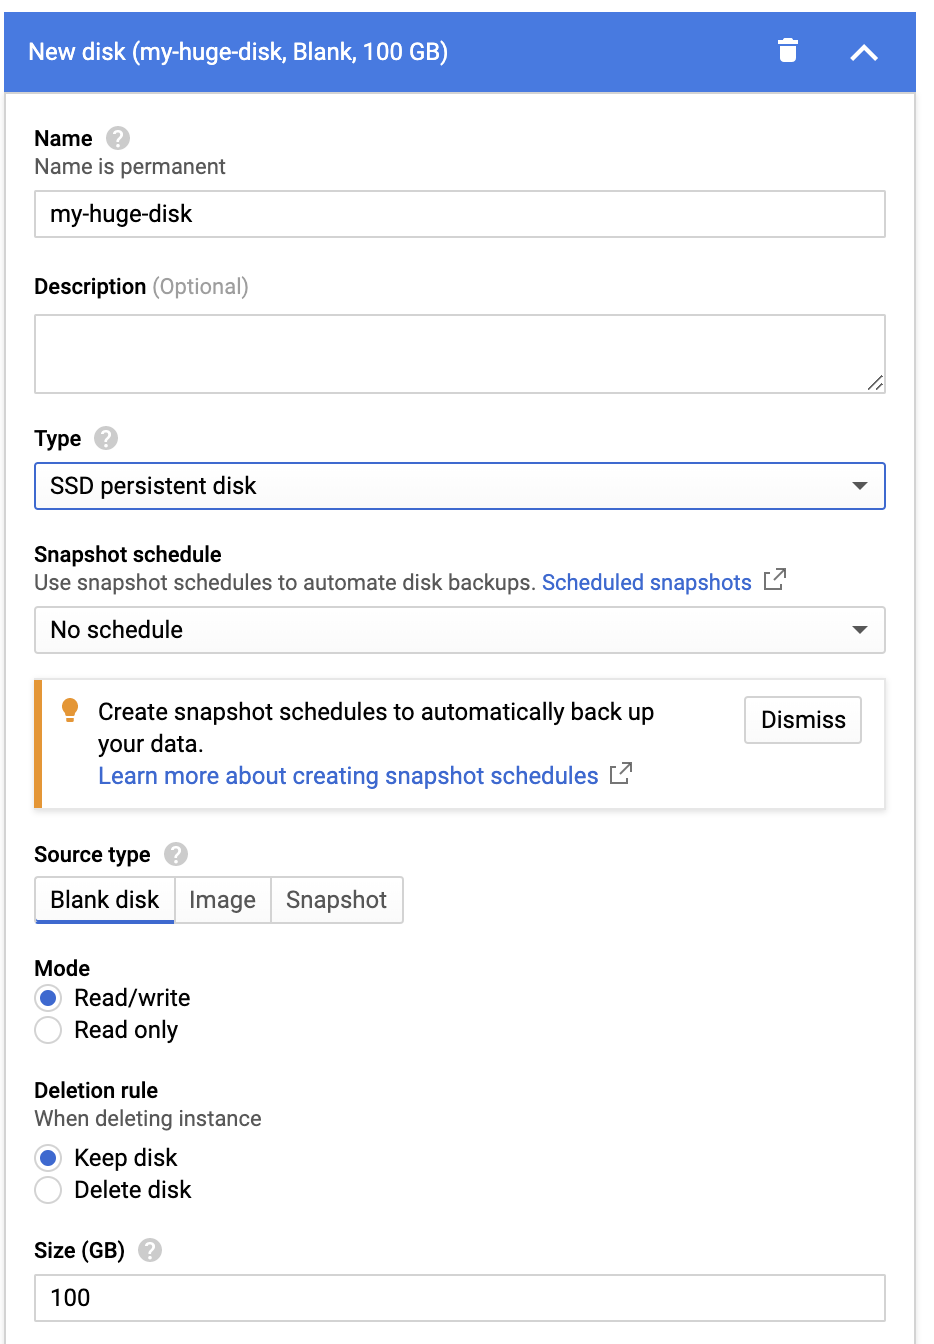 New disk (my-huge-disk, Blank, 100 GB)
Name ?
Name is permanent
my-huge-disk
Description (Optional)
Type ?
SSD persistent disk
Snapshot schedule
Use snapshot schedules to automate disk backups. Scheduled snapshots
No schedule
Create snapshot schedules to automatically back up
your data.
Learn more about creating snapshot schedules
Dismiss
Source type ?
Blank disk Image Snapshot
Mode
Read/write
Read only
Deletion rule
When deleting instance
Keep disk
Delete disk
Size (GB) ?
100